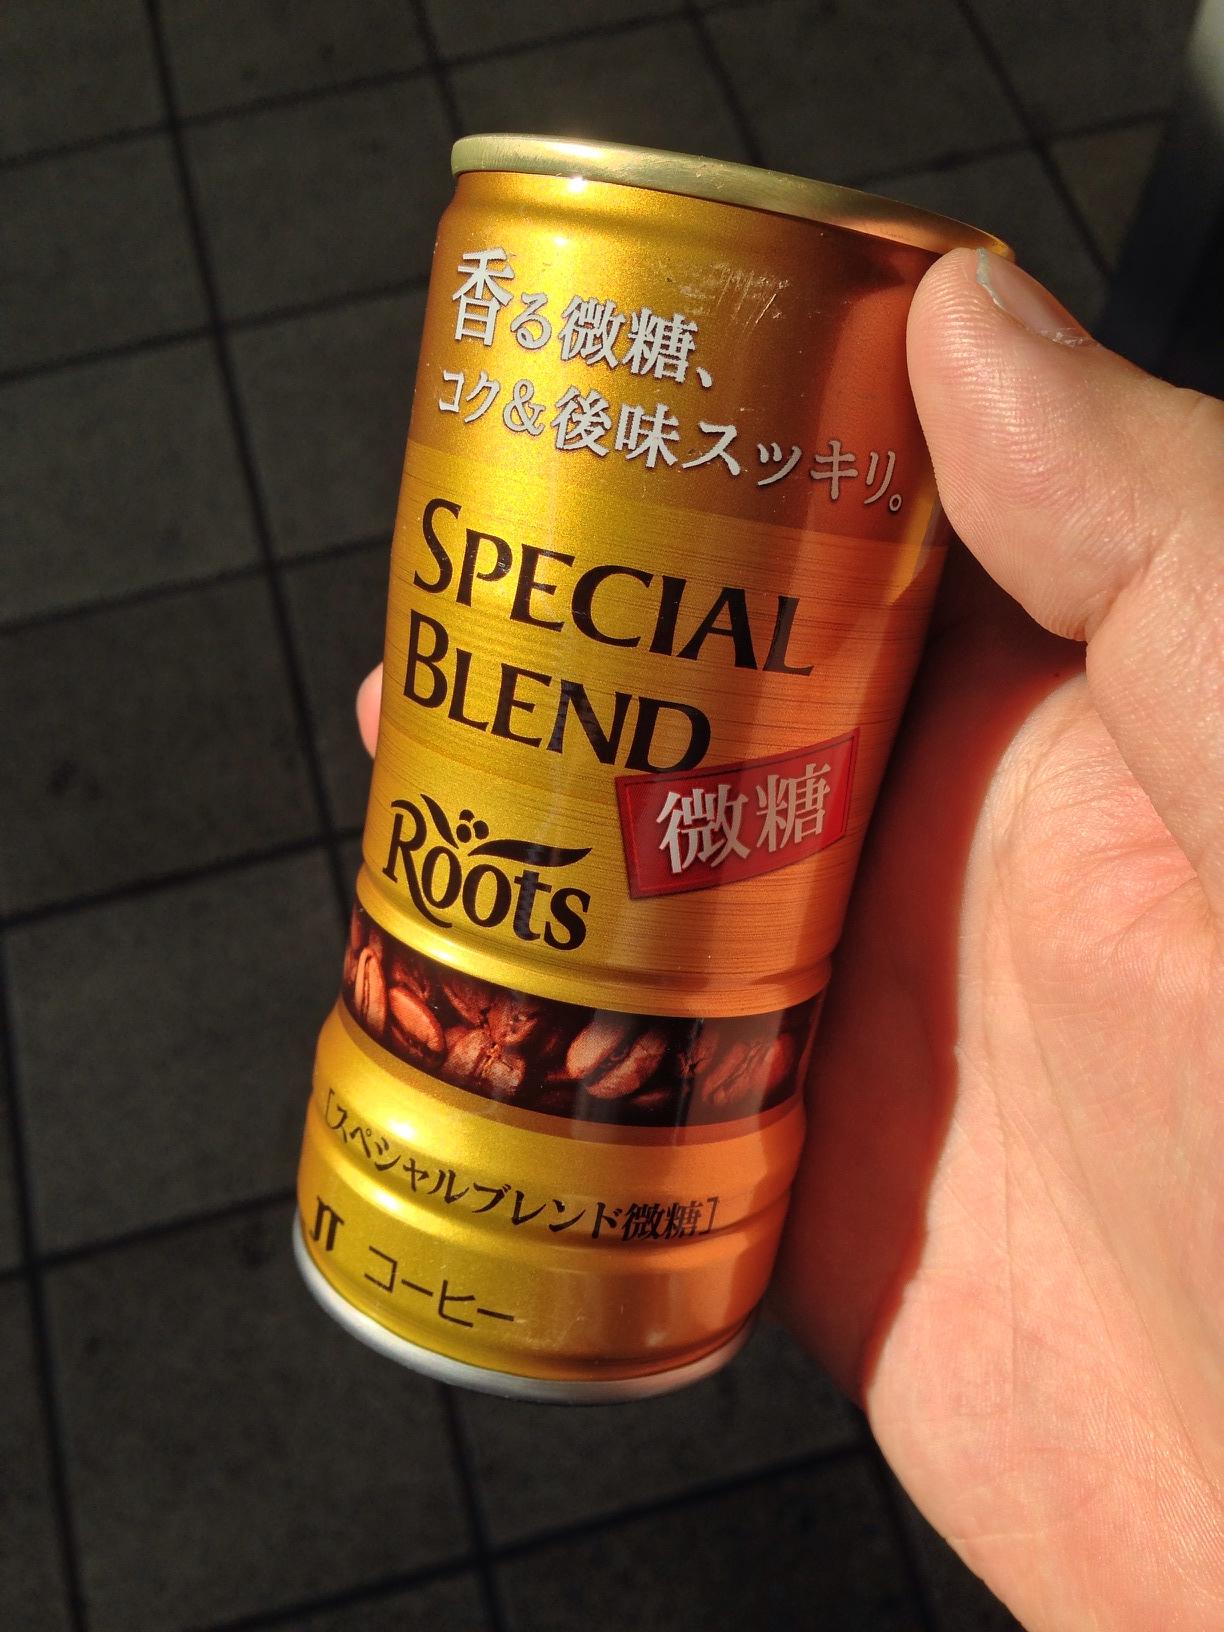 香る微糖、
コク&後味スッキリ。
SPECIAL
BLEND
微糖
Roots
[スペシャルブレンド微糖]
JT コーヒー